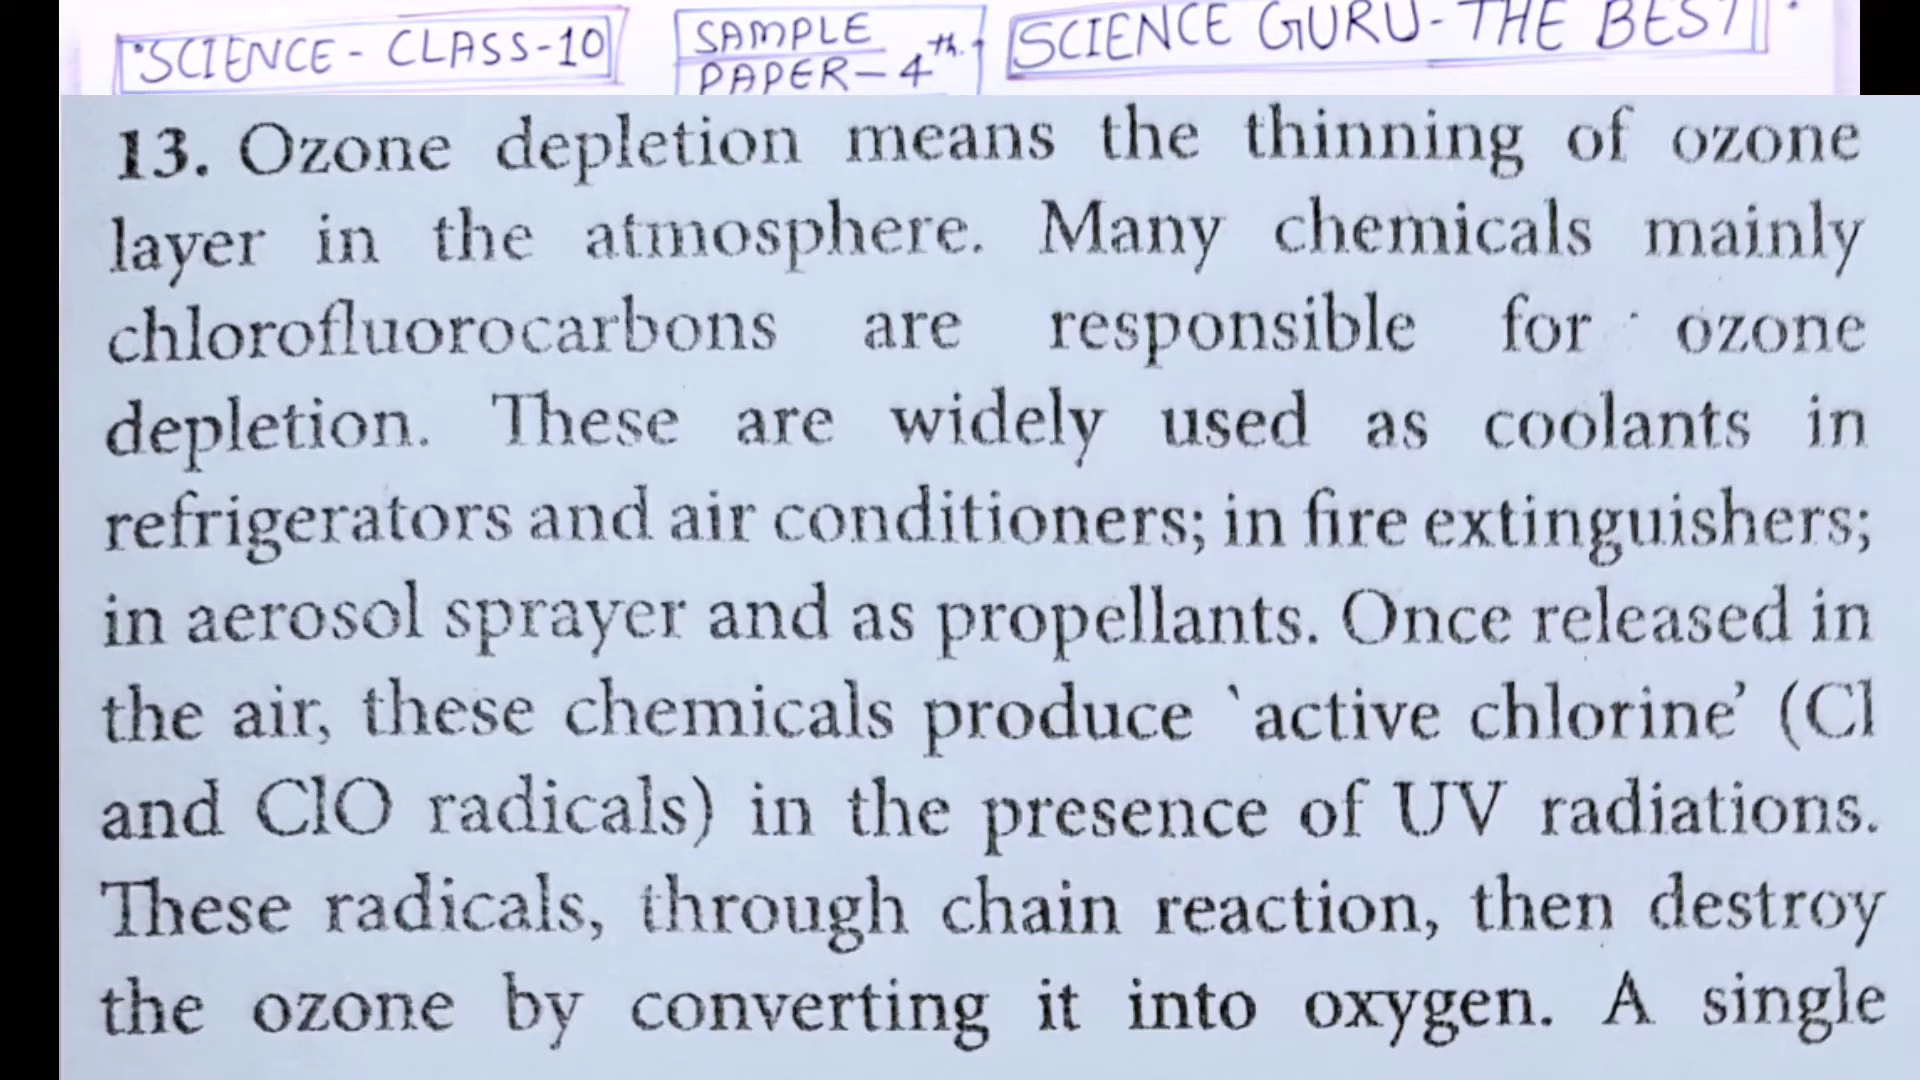 SCIENCE - CLASS-10
SAMPLE
PAPER - 4th.
SCIENCE GURU - THE BEST
13. Ozone depletion means the thinning of ozone
layer in the atmosphere. Many chemicals mainly
chlorofluorocarbons are responsible for ozone
depletion. These are widely used as coolants in
refrigerators and air conditioners; in fire extinguishers;
in aerosol sprayer and as propellants. Once released in
the air, these chemicals produce `active chlorine’ (Cl
and ClO radicals) in the presence of UV radiations.
These radicals, through chain reaction, then destroy
the ozone by converting it into oxygen. A single